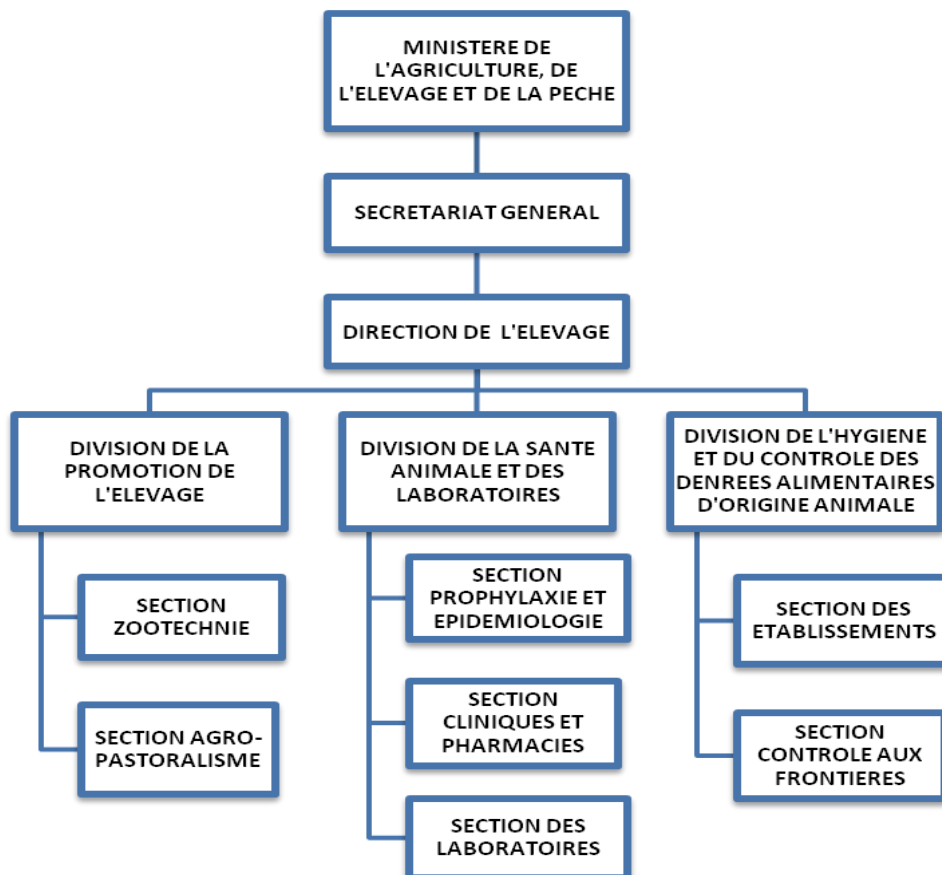 MINISTERE DE
L'AGRICULTURE, DE
L'ELEVAGE ET DE LA PECHE
SECRETARIAT GENERAL
DIRECTION DE L'ELEVAGE
DIVISION DE LA
PROMOTION DE
L'ELEVAGE
SECTION
ZOOTECHNIE
SECTION AGRO-
PASTORALISME
DIVISION DE LA SANTE
ANIMALE ET DES
LABORATOIRES
SECTION
PROPHYLAXIE ET
EPIDEMIOLOGIE
SECTION
CLINIQUES ET
PHARMACIES
SECTION DES
LABORATOIRES
DIVISION DE L'HYGIENE
ET DU CONTROLE DES
DENREES ALIMENTAIRES
D'ORIGINE ANIMALE
SECTION DES
ETABLISSEMENTS
SECTION
CONTROLE AUX
FRONTIERES